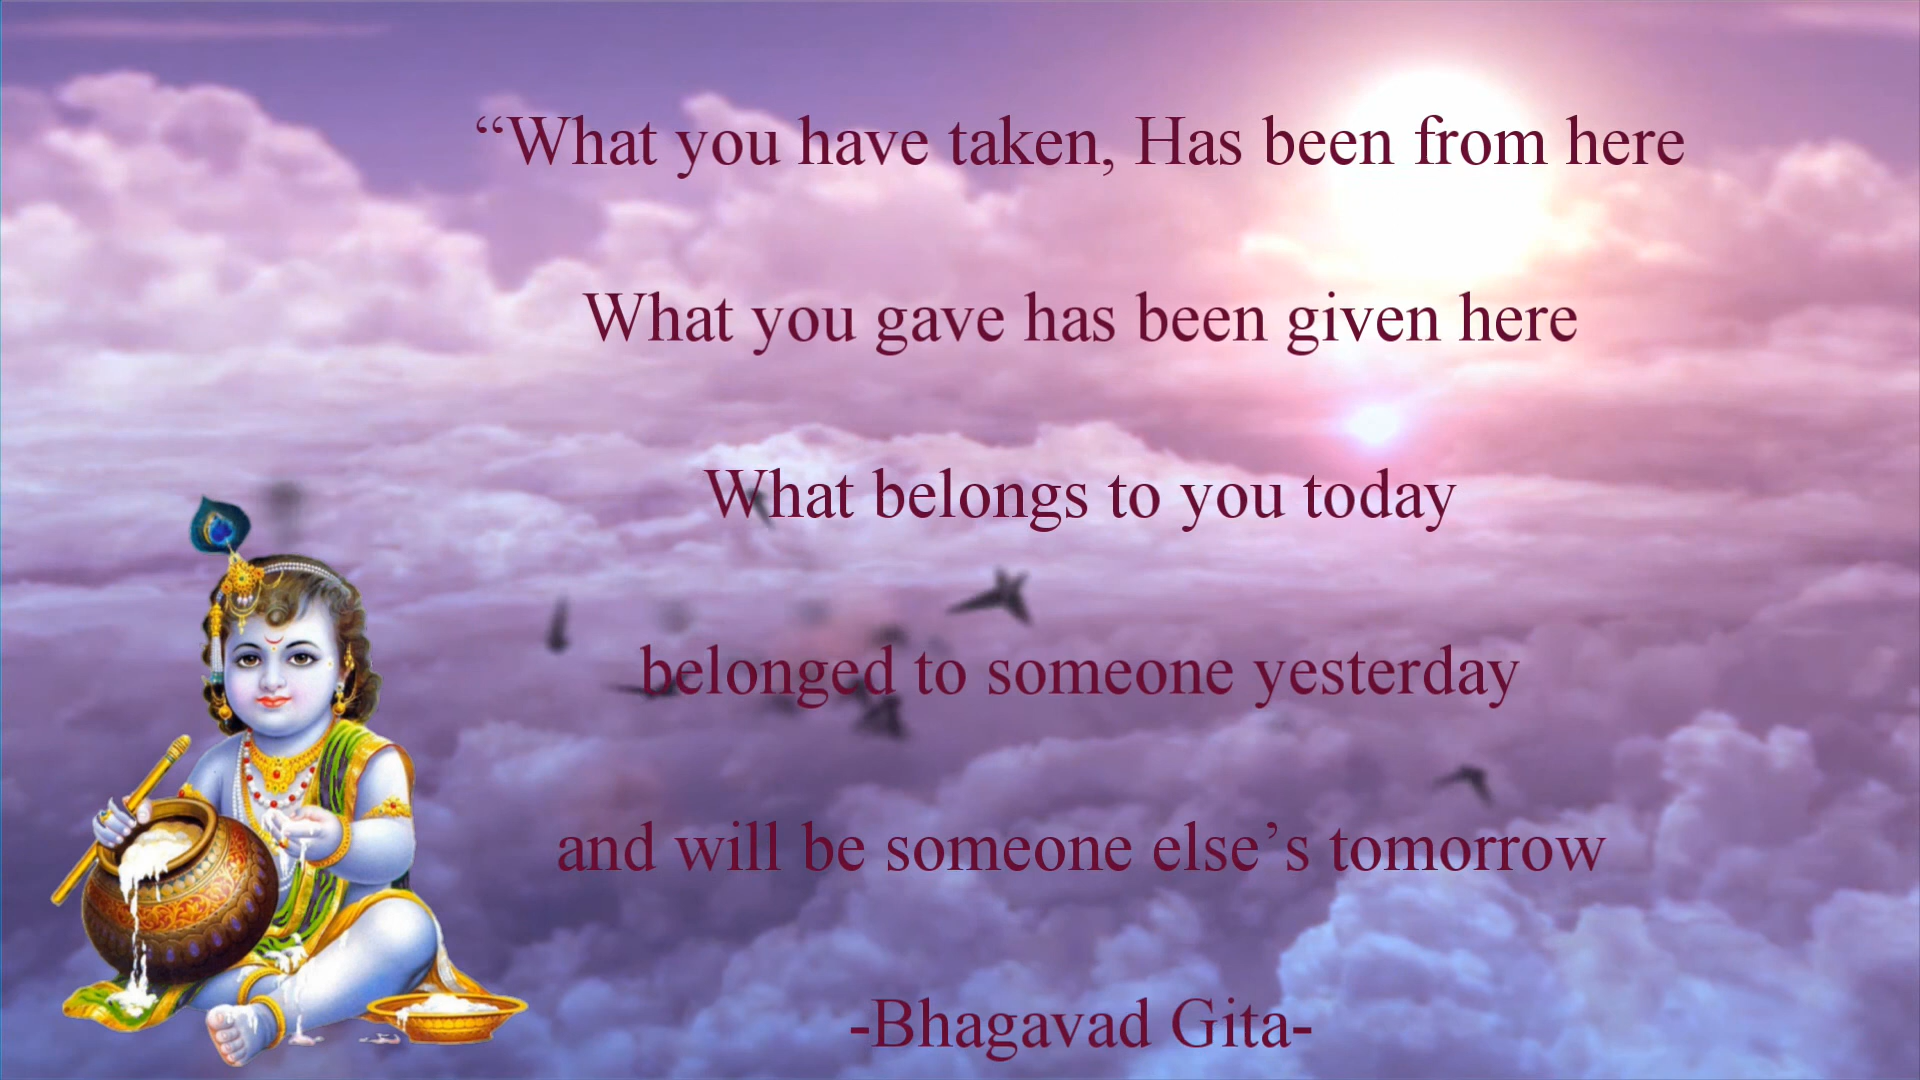 “What you have taken, Has been from here
What you gave has been given here
What belongs to you today
belonged to someone yesterday
and will be someone else’s tomorrow
-Bhagavad Gita-